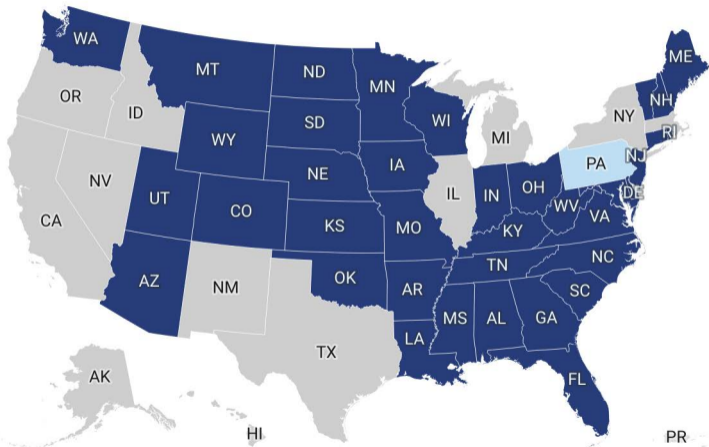 WA
ME
MT
ND
MN
OR
ID
NH
WI
NY
SD
WY
MI
RI
IA
PA
NJ
NE
NV
IL
IN
OH
DE
UT
CO
WV
VA
CA
KS
MO
KY
NC
TN
AZ
OK
NM
AR
SC
MS
AL
GA
LA
TX
AK
FL
HI
PR